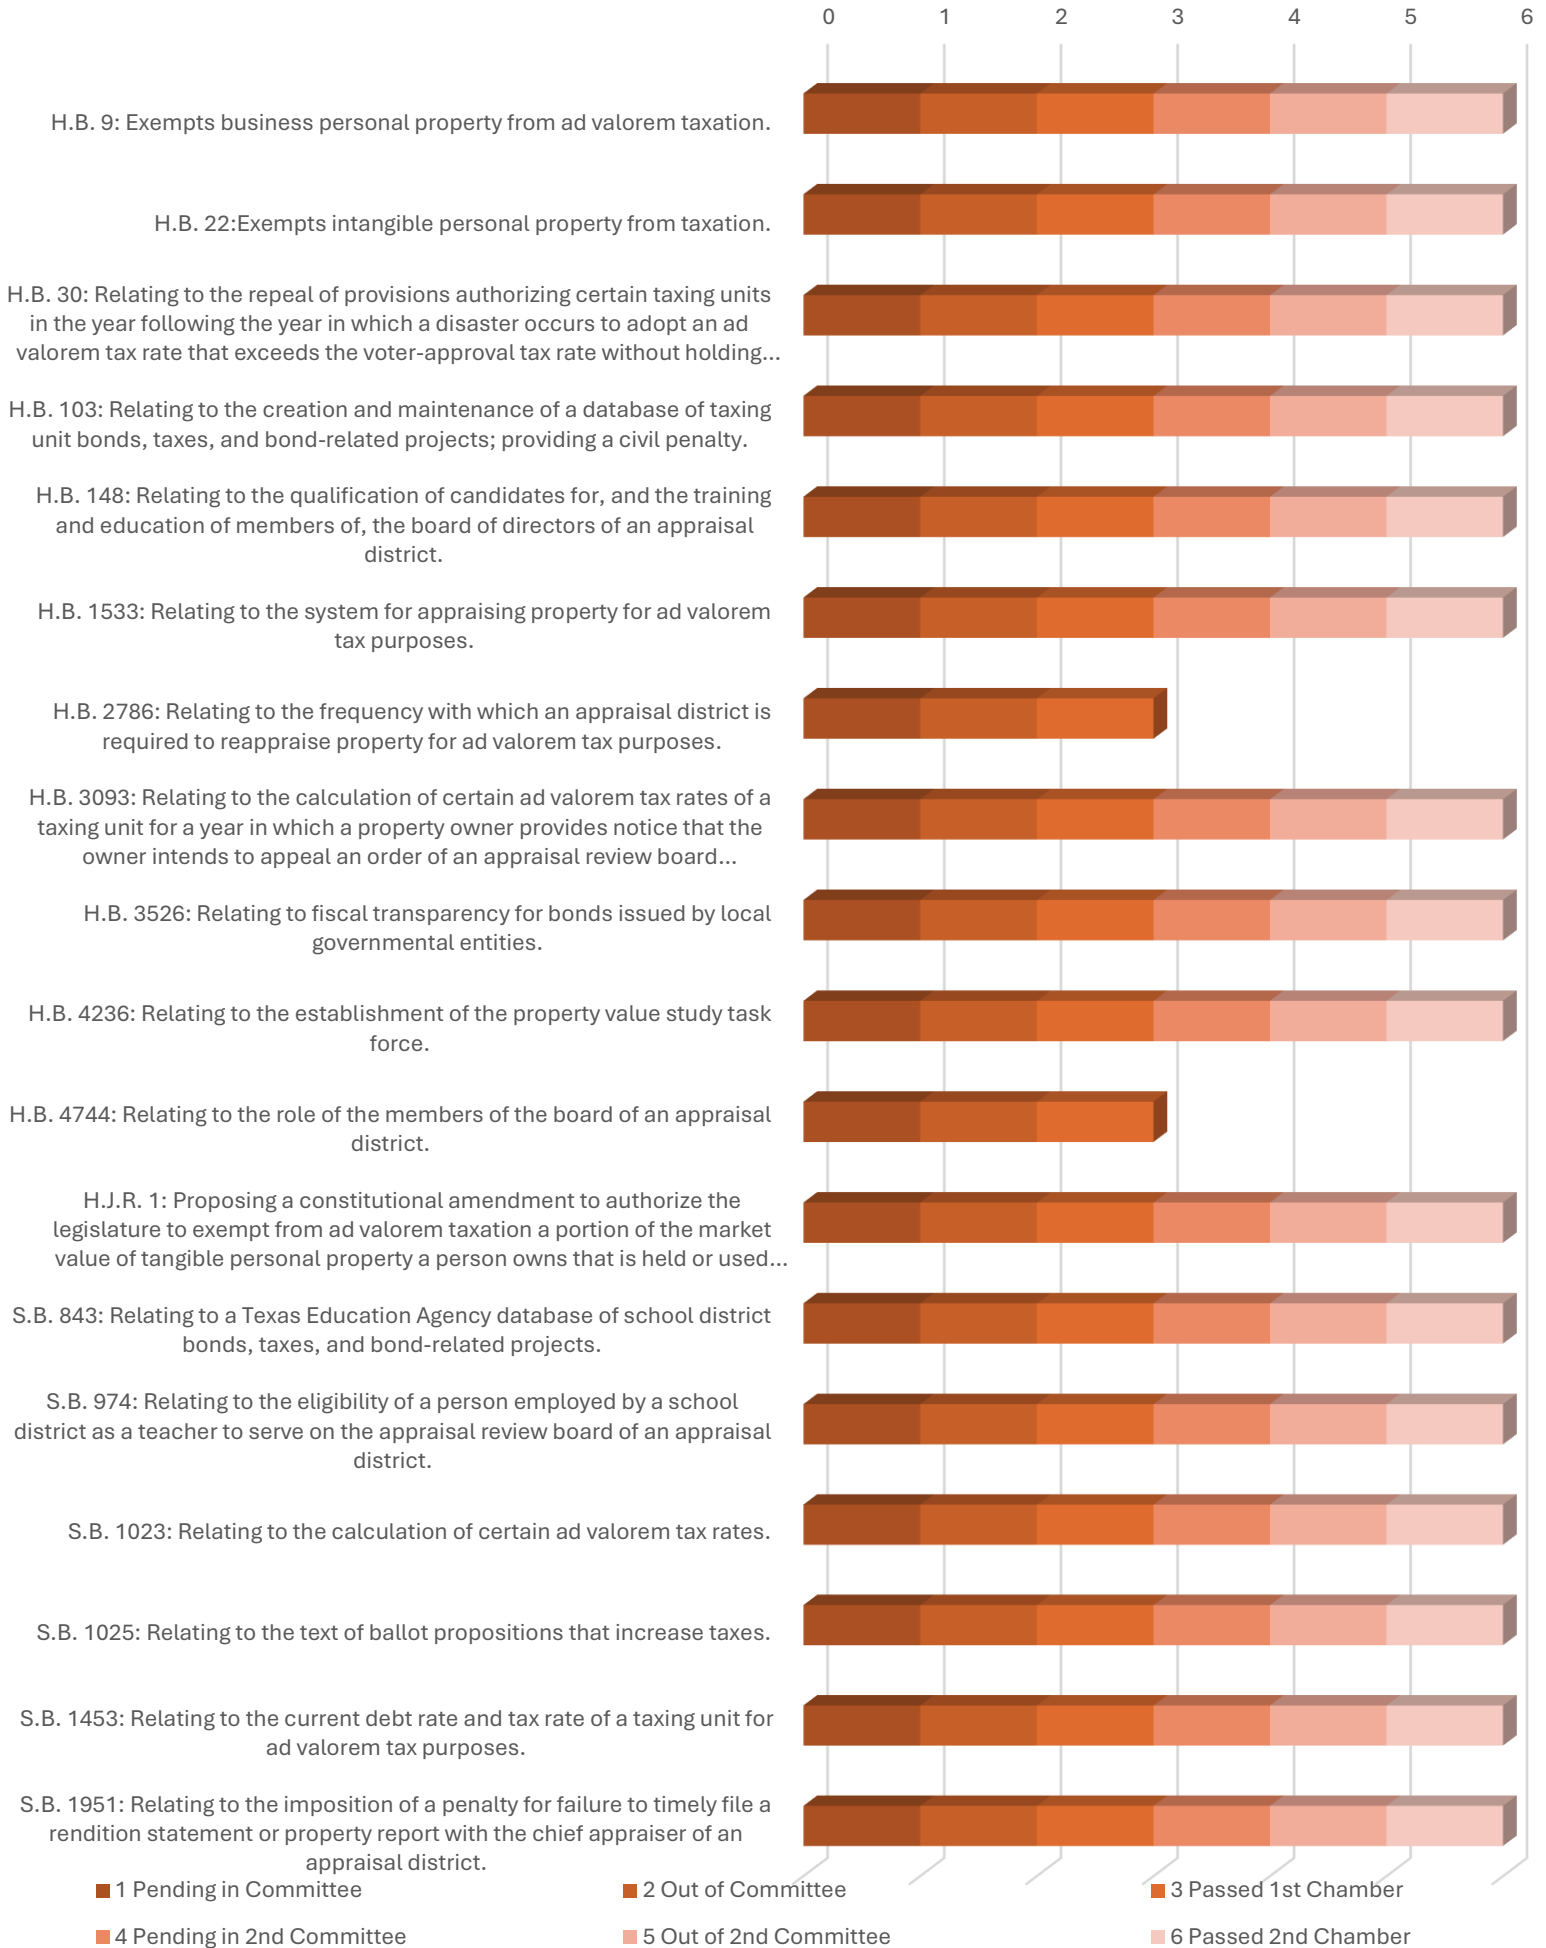 0 1 2 3 4 5 6
H.B. 9: Exempts business personal property from ad valorem taxation.
H.B. 22:Exempts intangible personal property from taxation.
H.B. 30: Relating to the repeal of provisions authorizing certain taxing units
in the year following the year in which a disaster occurs to adopt an ad
valorem tax rate that exceeds the voter-approval tax rate without holding...
H.B. 103: Relating to the creation and maintenance of a database of taxing
unit bonds, taxes, and bond-related projects; providing a civil penalty.
H.B. 148: Relating to the qualification of candidates for, and the training
and education of members of, the board of directors of an appraisal
district.
H.B. 1533: Relating to the system for appraising property for ad valorem
tax purposes.
H.B. 2786: Relating to the frequency with which an appraisal district is
required to reappraise property for ad valorem tax purposes.
H.B. 3093: Relating to the calculation of certain ad valorem tax rates of a
taxing unit for a year in which a property owner provides notice that the
owner intends to appeal an order of an appraisal review board...
H.B. 3526: Relating to fiscal transparency for bonds issued by local
governmental entities.
H.B. 4236: Relating to the establishment of the property value study task
force.
H.B. 4744: Relating to the role of the members of the board of an appraisal
district.
H.J.R. 1: Proposing a constitutional amendment to authorize the
legislature to exempt from ad valorem taxation a portion of the market
value of tangible personal property a person owns that is held or used...
S.B. 843: Relating to a Texas Education Agency database of school district
bonds, taxes, and bond-related projects.
S.B. 974: Relating to the eligibility of a person employed by a school
district as a teacher to serve on the appraisal review board of an appraisal
district.
S.B. 1023: Relating to the calculation of certain ad valorem tax rates.
S.B. 1025: Relating to the text of ballot propositions that increase taxes.
S.B. 1453: Relating to the current debt rate and tax rate of a taxing unit for
ad valorem tax purposes.
S.B. 1951: Relating to the imposition of a penalty for failure to timely file a
rendition statement or property report with the chief appraiser of an
appraisal district.
1 Pending in Committee 2 Out of Committee 3 Passed 1st Chamber
4 Pending in 2nd Committee 5 Out of 2nd Committee 6 Passed 2nd Chamber